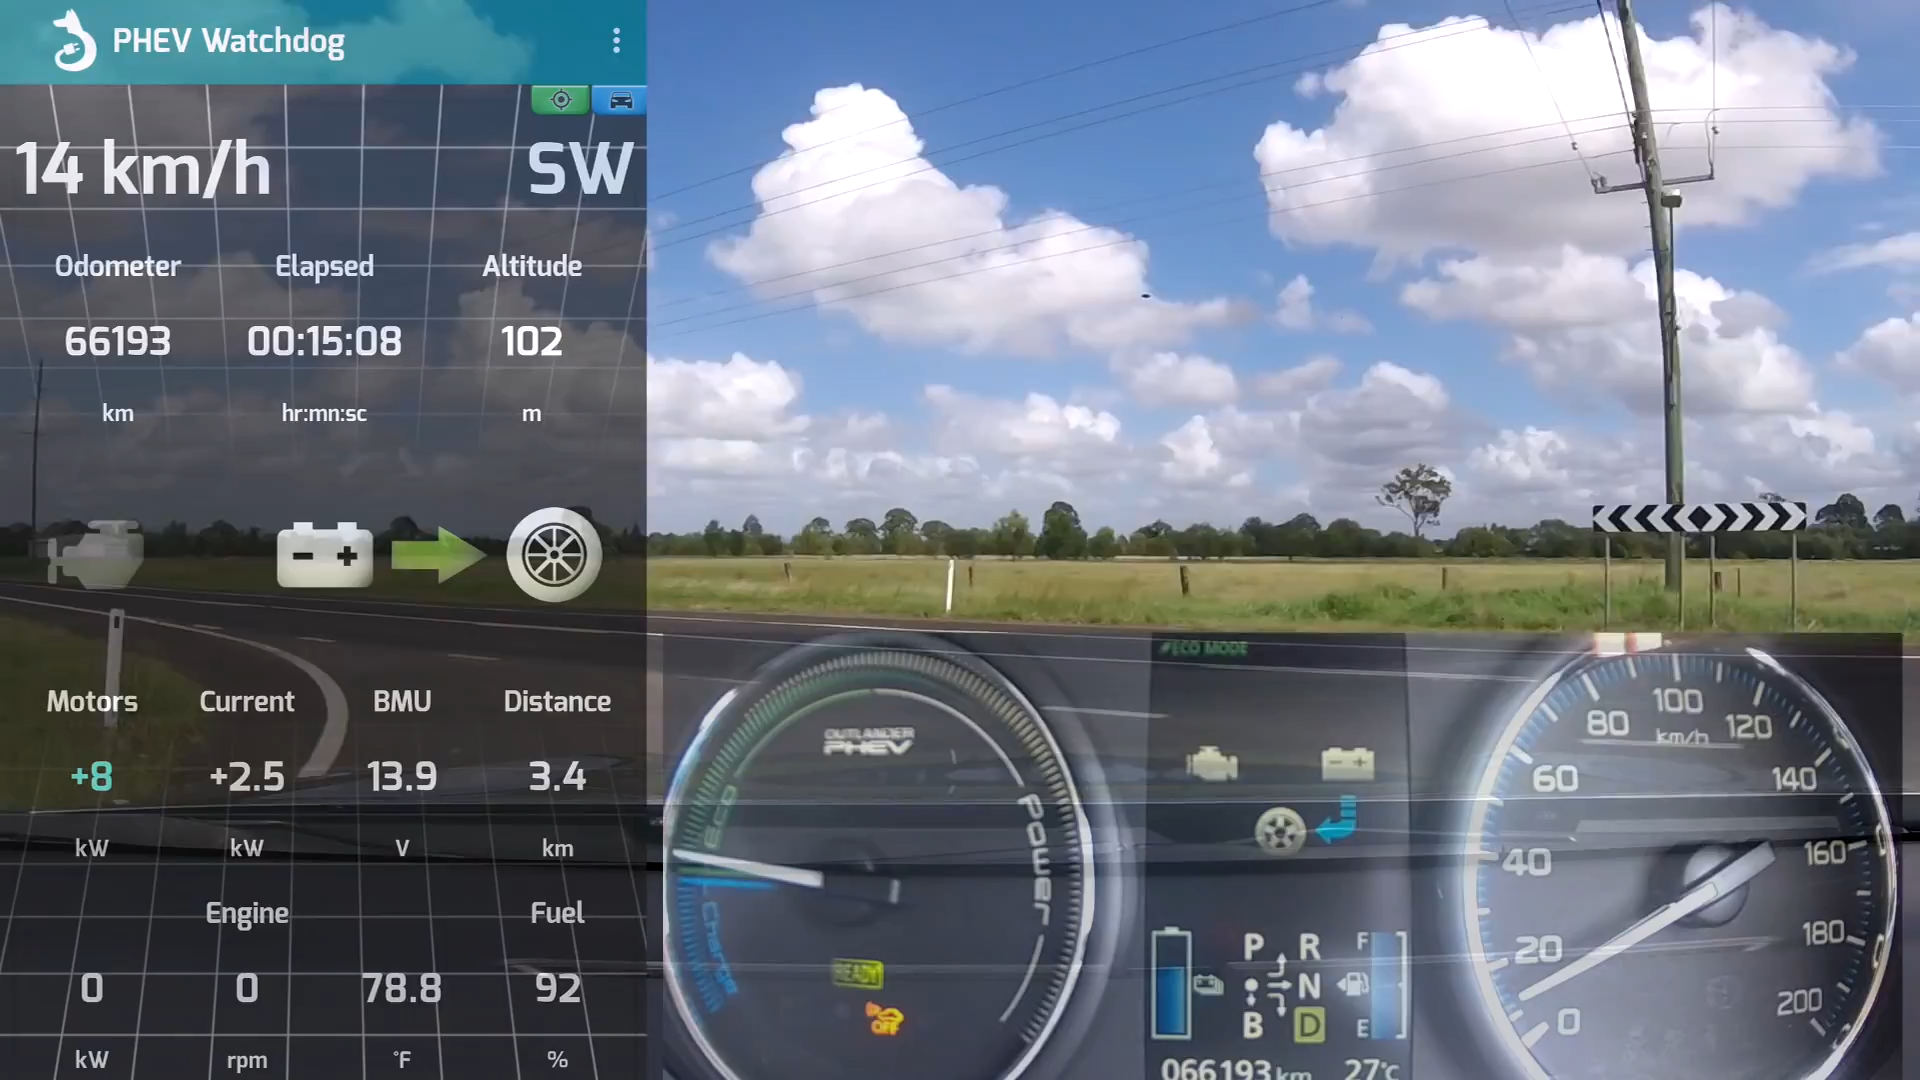 PHEV Watchdog
14 km/h SW
Odometer Elapsed Altitude
66193 00:15:08 102
km hr:mn:sc m
- +
Motors Current BMU Distance
+8 +2.5 13.9 3.4
kW kW V km
Engine Fuel
0 0 78.8 92
kW rpm °F %
OUTLANDER
PHEV
ECO
Power
Charge
READY
OFF
ECO MODE
P R
N
B D
F
E
066193 km 27°C
km/h
0
20
40
60
80
100
120
140
160
180
200